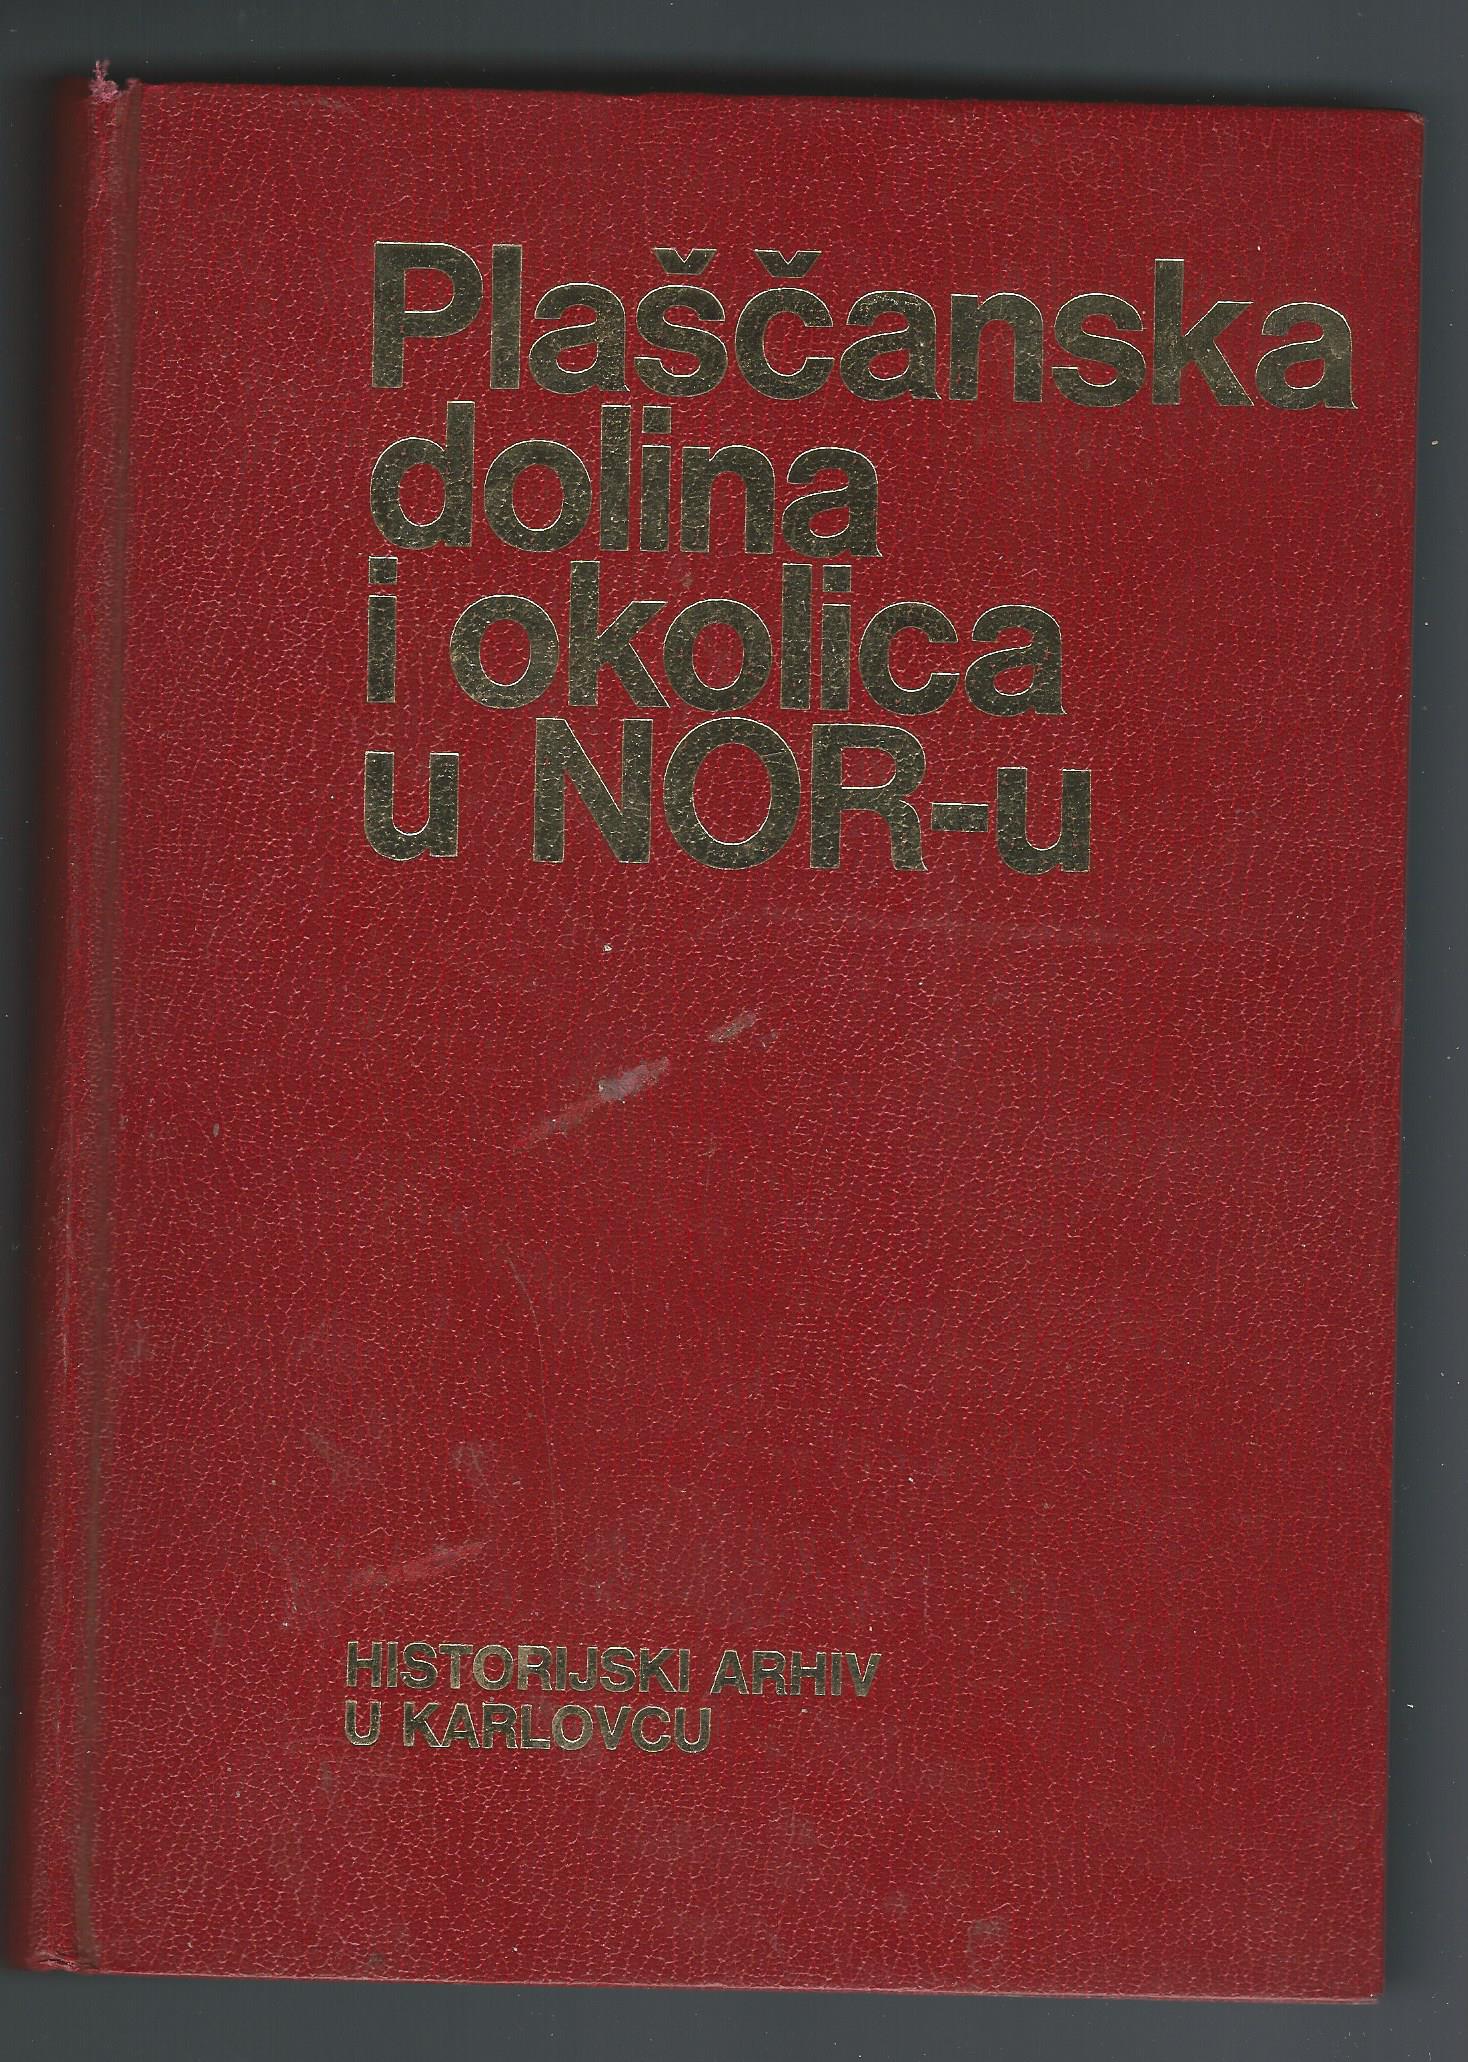 Plaščanska
dolina
i okolica
u NOR-u
HISTORIJSKI ARHIV
U KARLOVCU